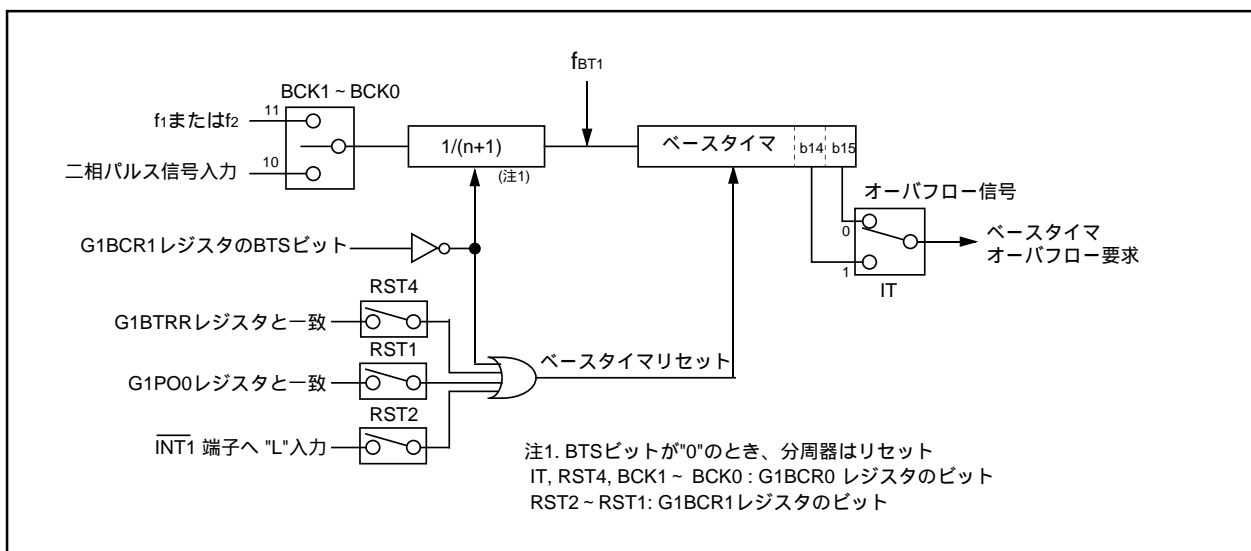 fBT1
BCK1 ~ BCK0
f1またはf2
11
二相パルス信号入力
10
1/(n+1)
(注1)
ベースタイマ
b14
b15
オーバフロー信号
0
1
IT
ベースタイマ
オーバフロー要求
G1BCR1レジスタのBTSビット
RST4
G1BTRRレジスタと一致
RST1
G1PO0レジスタと一致
RST2
INT1 端子へ "L"入力
ベースタイマリセット
注1. BTSビットが"0"のとき、分周器はリセット
IT, RST4, BCK1 ~ BCK0 : G1BCR0 レジスタのビット
RST2 ~ RST1: G1BCR1レジスタのビット